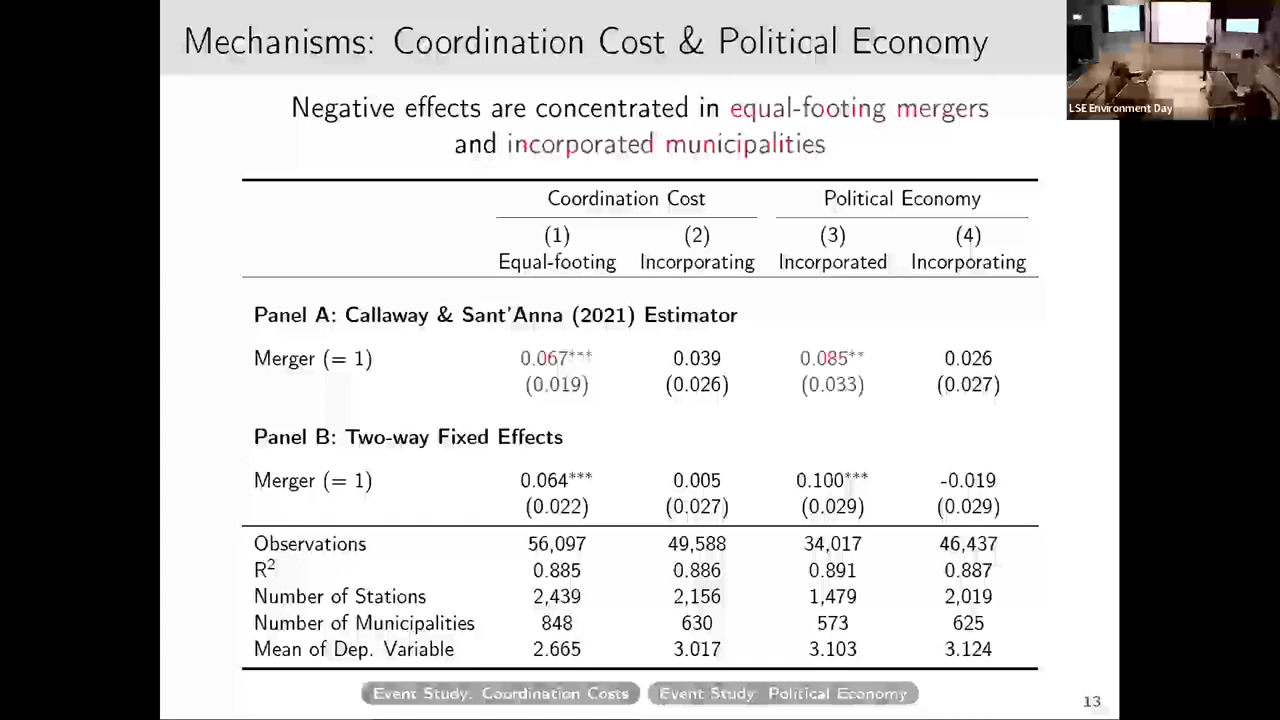 Mechanisms: Coordination Cost & Political Economy
LSE Environment Day
Negative effects are concentrated in equal-footing mergers
and incorporated municipalities
Coordination Cost Political Economy
(1) (2) (3) (4)
Equal-footing Incorporating Incorporated Incorporating
Panel A: Callaway & Sant'Anna (2021) Estimator
Merger (= 1) 0.067*** 0.039 0.085** 0.026
(0.019) (0.026) (0.033) (0.027)
Panel B: Two-way Fixed Effects
Merger (= 1) 0.064*** 0.005 0.100*** -0.019
(0.022) (0.027) (0.029) (0.029)
Observations 56,097 49,588 34,017 46,437
R² 0.885 0.886 0.891 0.887
Number of Stations 2,439 2,156 1,479 2,019
Number of Municipalities 848 630 573 625
Mean of Dep. Variable 2.665 3.017 3.103 3.124
Event Study: Coordination Costs Event Study: Political Economy
13